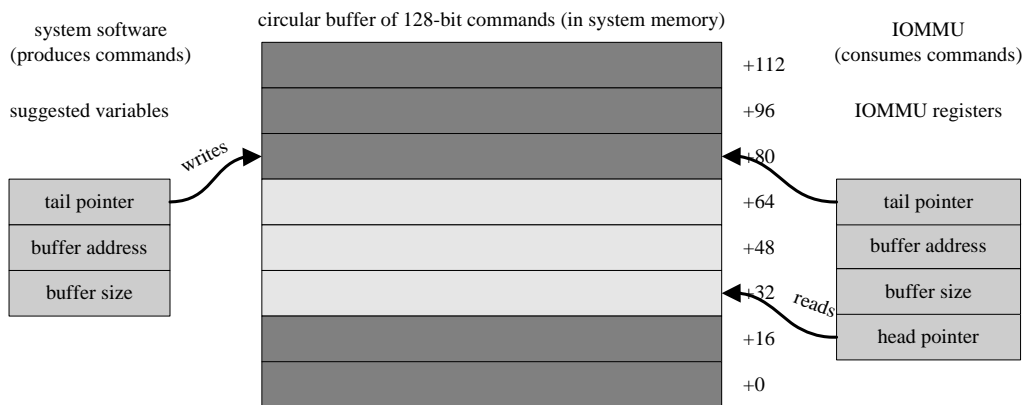 circular buffer of 128-bit commands (in system memory)
system software
(produces commands)
suggested variables
writes
tail pointer
buffer address
buffer size
+112
+96
+80
+64
+48
+32
+16
+0
IOMMU
(consumes commands)
IOMMU registers
tail pointer
buffer address
buffer size
head pointer
reads